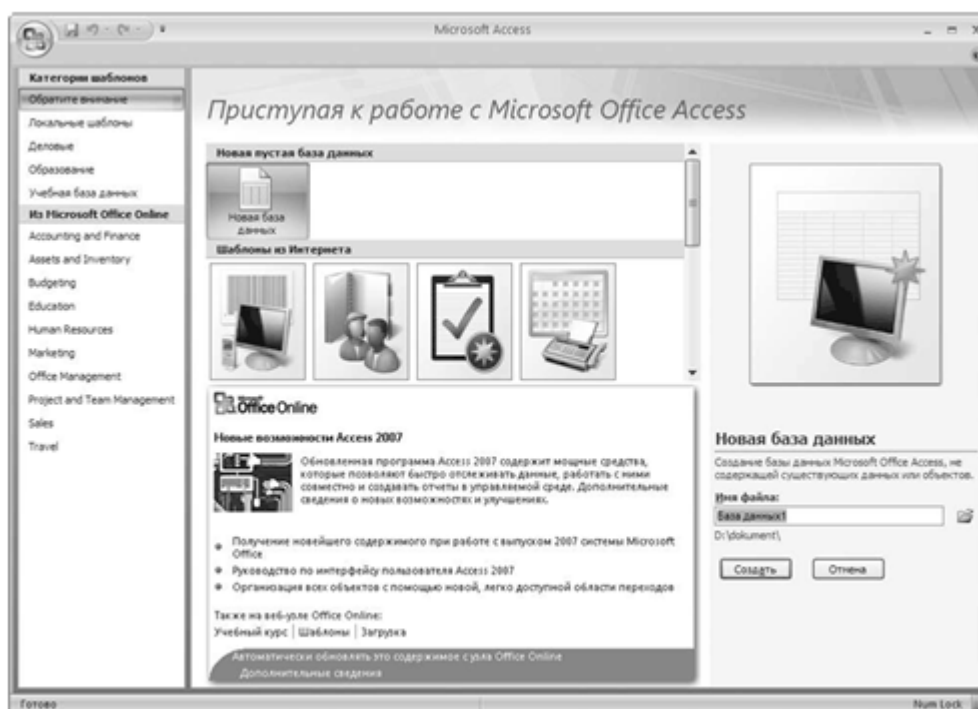 Microsoft Access
Категории шаблонов
Обратите внимание
Локальные шаблоны
Деловые
Образование
Учебная база данных
Из Microsoft Office Online
Accounting and Finance
Assets and Inventory
Budgeting
Education
Human Resources
Marketing
Office Management
Project and Team Management
Sales
Travel
Приступая к работе с Microsoft Office Access
Новая пустая база данных
Новая база
данных
Шаблоны из Интернета
Microsoft
Office Online
Новые возможности Access 2007
Обновленная программа Access 2007 содержит мощные средства,
которые позволяют быстро отслеживать данные, работать с ними
совместно и создавать отчеты в управляемой среде. Дополнительные
сведения о новых возможностях и улучшениях.
Получение новейшего содержимого при работе с выпуском 2007 системы Microsoft
Office
Руководство по интерфейсу пользователя Access 2007
Организация всех объектов с помощью новой, легко доступной области переходов
Также на веб-узле Office Online:
Учебный курс | Шаблоны | Загрузка
Автоматически обновлять это содержимое с узла Office Online
Дополнительные сведения
Новая база данных
Создание базы данных Microsoft Office Access, не
содержащей существующих данных или объектов.
Имя файла:
База данных1
D:\dokument\
Создать
Отмена
Готово
Num Lock